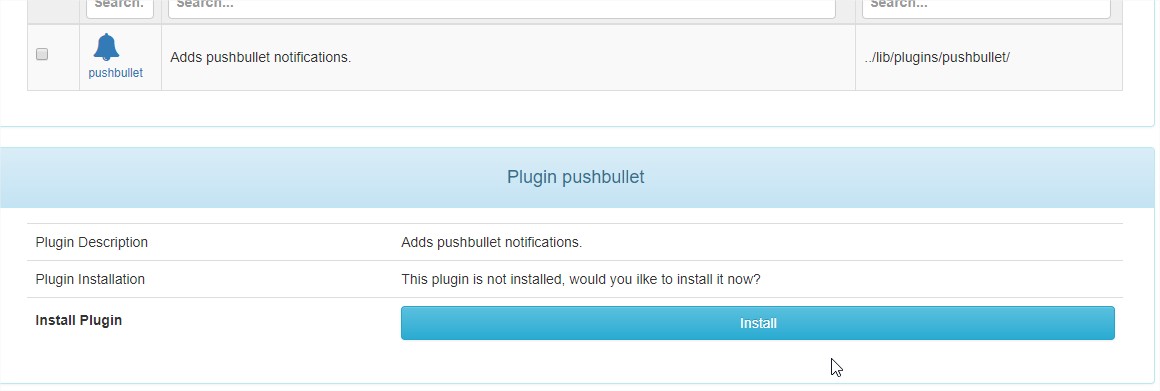 Search. Search... Search...
Adds pushbullet notifications. ../lib/plugins/pushbullet/
pushbullet
Plugin pushbullet
Plugin Description Adds pushbullet notifications.
Plugin Installation This plugin is not installed, would you ilke to install it now?
Install Plugin Install